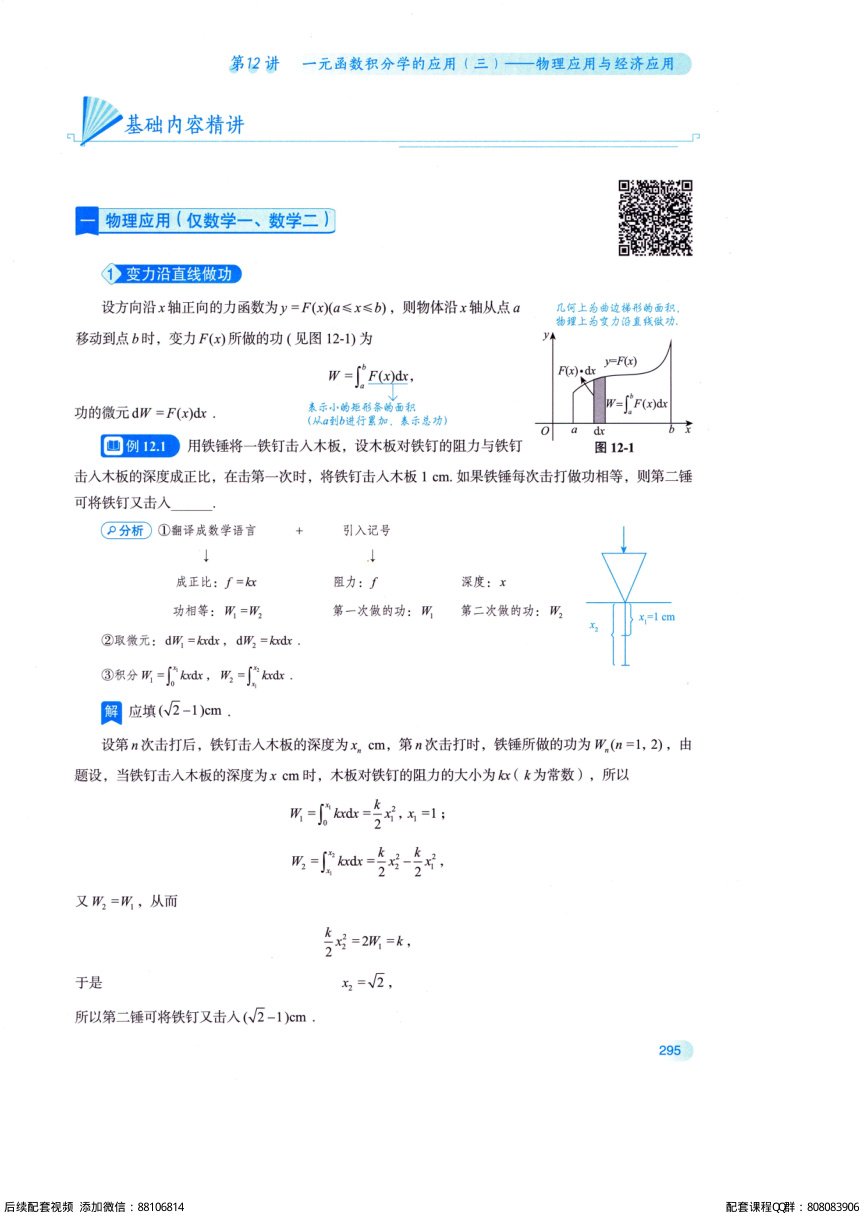 第12讲 一元函数积分学的应用(三)——物理应用与经济应用
基础内容精讲
一 物理应用(仅数学一、数学二)
1 变力沿直线做功
设方向沿x轴正向的力函数为y=F(x)(a≤x≤b),则物体沿x轴从点a
移动到点b时,变力F(x)所做的功(见图12-1)为
W=∫ₐᵇF(x)dx,
表示小的矩形条的面积
(从a到b进行累加,表示总功)
功的微元dW=F(x)dx.
几何上为曲边梯形的面积,
物理上为变力沿直线做功.
y
y=F(x)
F(x)·dx
W=∫ₐᵇF(x)dx
O a dx b x
图12-1
例12.1 用铁锤将一铁钉击入木板,设木板对铁钉的阻力与铁钉
击入木板的深度成正比,在击第一次时,将铁钉击入木板1 cm.如果铁锤每次击打做功相等,则第二锤
可将铁钉又击入______.
分析 ①翻译成数学语言 + 引入记号
↓ ↓
成正比:f=kx 阻力:f 深度:x
功相等:W₁=W₂ 第一次做的功:W₁ 第二次做的功:W₂
②取微元:dW₁=kxdx,dW₂=kxdx.
③积分W₁=∫₀^{x₁}kxdx,W₂=∫_{x₁}^{x₂}kxdx.
x₂ x₁=1 cm
解 应填(√2-1)cm.
设第n次击打后,铁钉击入木板的深度为xₙ cm,第n次击打时,铁锤所做的功为Wₙ(n=1,2),由
题设,当铁钉击入木板的深度为x cm时,木板对铁钉的阻力的大小为kx(k为常数),所以
W₁=∫₀^{x₁}kxdx=k/2 x₁²,x₁=1;
W₂=∫_{x₁}^{x₂}kxdx=k/2 x₂²-k/2 x₁²,
又W₂=W₁,从而
k/2 x₂²=2W₁=k,
于是 x₂=√2,
所以第二锤可将铁钉又击入(√2-1)cm.
295
后续配套视频 添加微信:88106814 配套课程QQ群:808083906